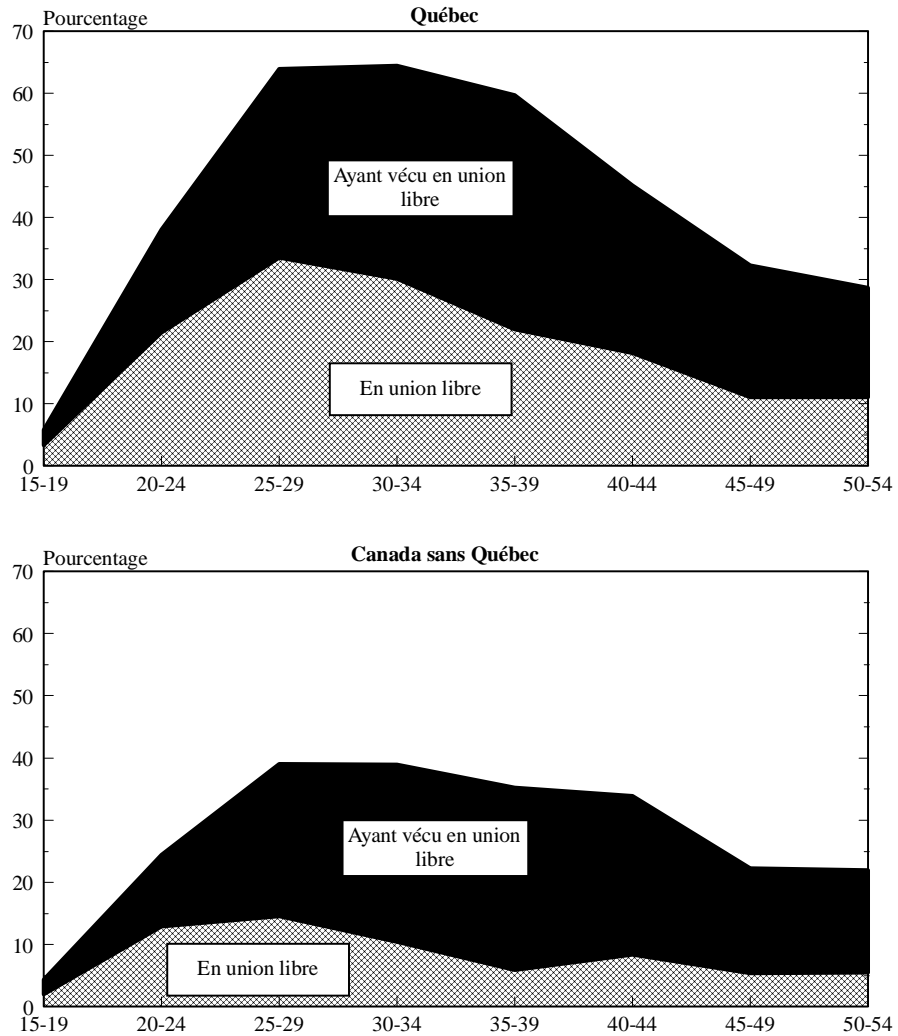 Québec
Pourcentage
70
60
50
40
30
20
10
0
Ayant vécu en union
libre
En union libre
15-19 20-24 25-29 30-34 35-39 40-44 45-49 50-54
Canada sans Québec
Pourcentage
70
60
50
40
30
20
10
0
Ayant vécu en union
libre
En union libre
15-19 20-24 25-29 30-34 35-39 40-44 45-49 50-54